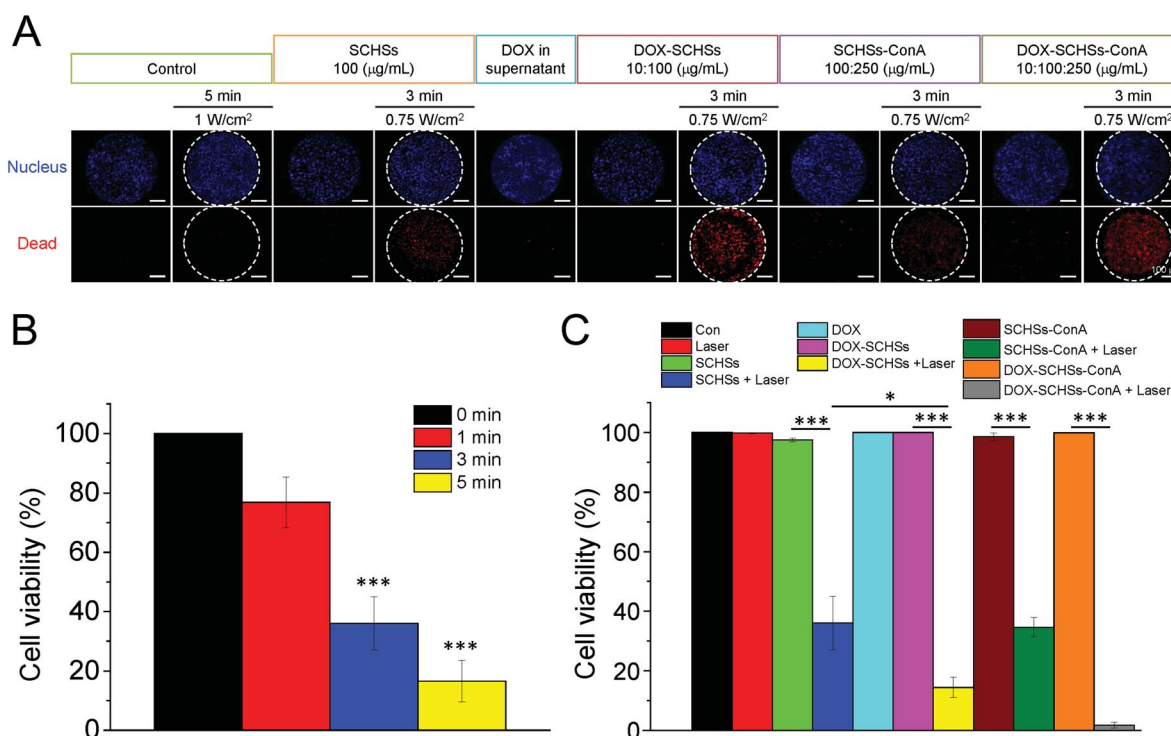 A
Control
SCHSs
100 (µg/mL)
DOX in
supernatant
DOX-SCHSs
10:100 (µg/mL)
SCHSs-ConA
100:250 (µg/mL)
DOX-SCHSs-ConA
10:100:250 (µg/mL)
5 min
3 min
3 min
3 min
3 min
1 W/cm²
0.75 W/cm²
0.75 W/cm²
0.75 W/cm²
0.75 W/cm²
Nucleus
Dead
B
Cell viability (%)
100
80
60
40
20
0
0 min
1 min
3 min
5 min
***
***
C
Con
Laser
SCHSs
SCHSs + Laser
DOX
DOX-SCHSs
DOX-SCHSs +Laser
SCHSs-ConA
SCHSs-ConA + Laser
DOX-SCHSs-ConA
DOX-SCHSs-ConA + Laser
Cell viability (%)
100
80
60
40
20
0
*
***
***
***
***